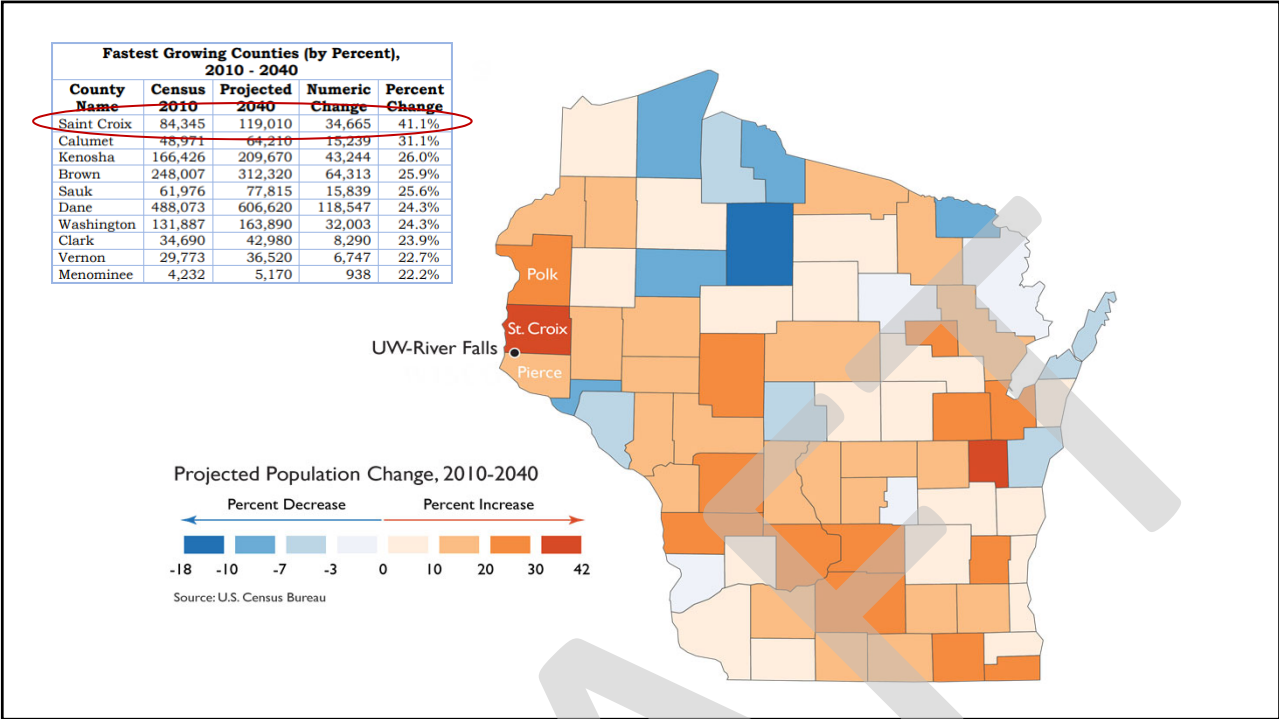 Fastest Growing Counties (by Percent),
2010 - 2040
County Name Census 2010 Projected 2040 Numeric Change Percent Change
Saint Croix 84,345 119,010 34,665 41.1%
Calumet 48,971 64,210 15,239 31.1%
Kenosha 166,426 209,670 43,244 26.0%
Brown 248,007 312,320 64,313 25.9%
Sauk 61,976 77,815 15,839 25.6%
Dane 488,073 606,620 118,547 24.3%
Washington 131,887 163,890 32,003 24.3%
Clark 34,690 42,980 8,290 23.9%
Vernon 29,773 36,520 6,747 22.7%
Menominee 4,232 5,170 938 22.2%
Polk
St. Croix
UW-River Falls
Pierce
Projected Population Change, 2010-2040
Percent Decrease Percent Increase
-18 -10 -7 -3 0 10 20 30 42
Source: U.S. Census Bureau